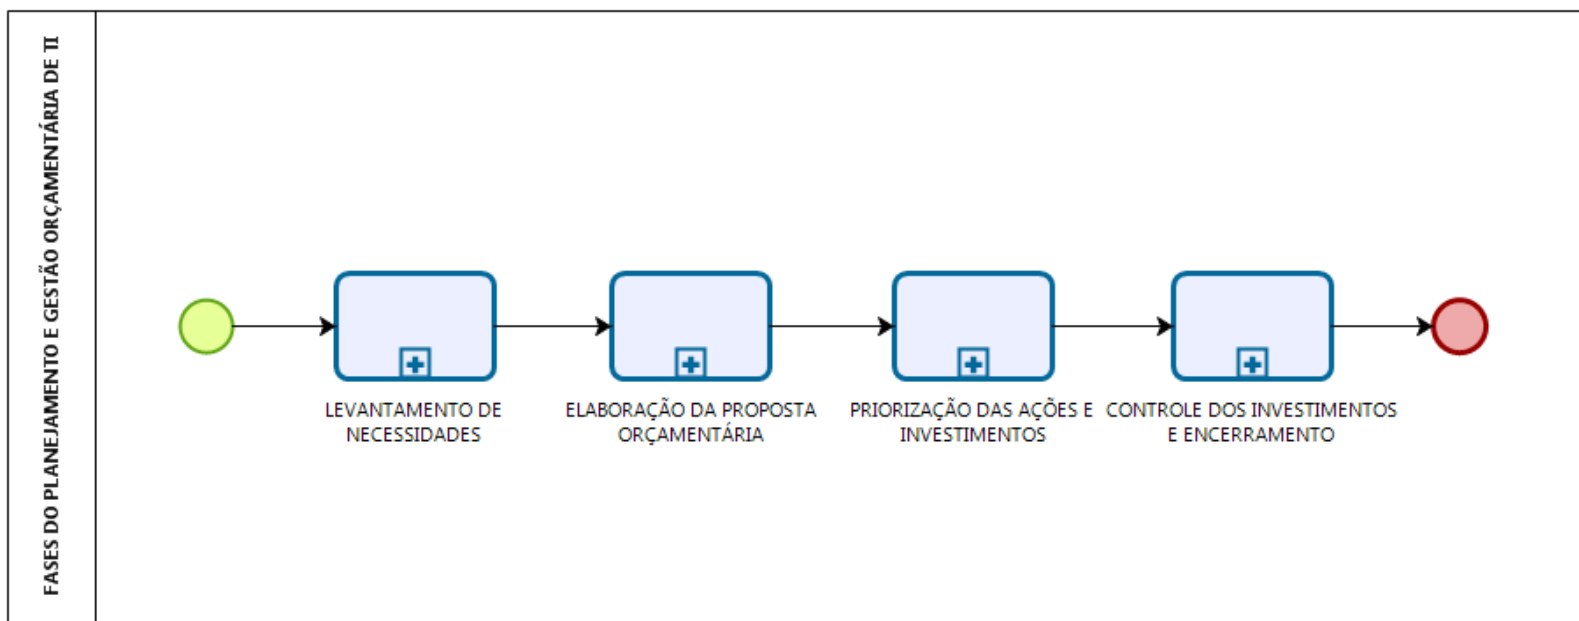 FASES DO PLANEJAMENTO E GESTÃO ORÇAMENTÁRIA DE TI
LEVANTAMENTO DE
NECESSIDADES
ELABORAÇÃO DA PROPOSTA
ORÇAMENTÁRIA
PRIORIZAÇÃO DAS AÇÕES E
INVESTIMENTOS
CONTROLE DOS INVESTIMENTOS
E ENCERRAMENTO